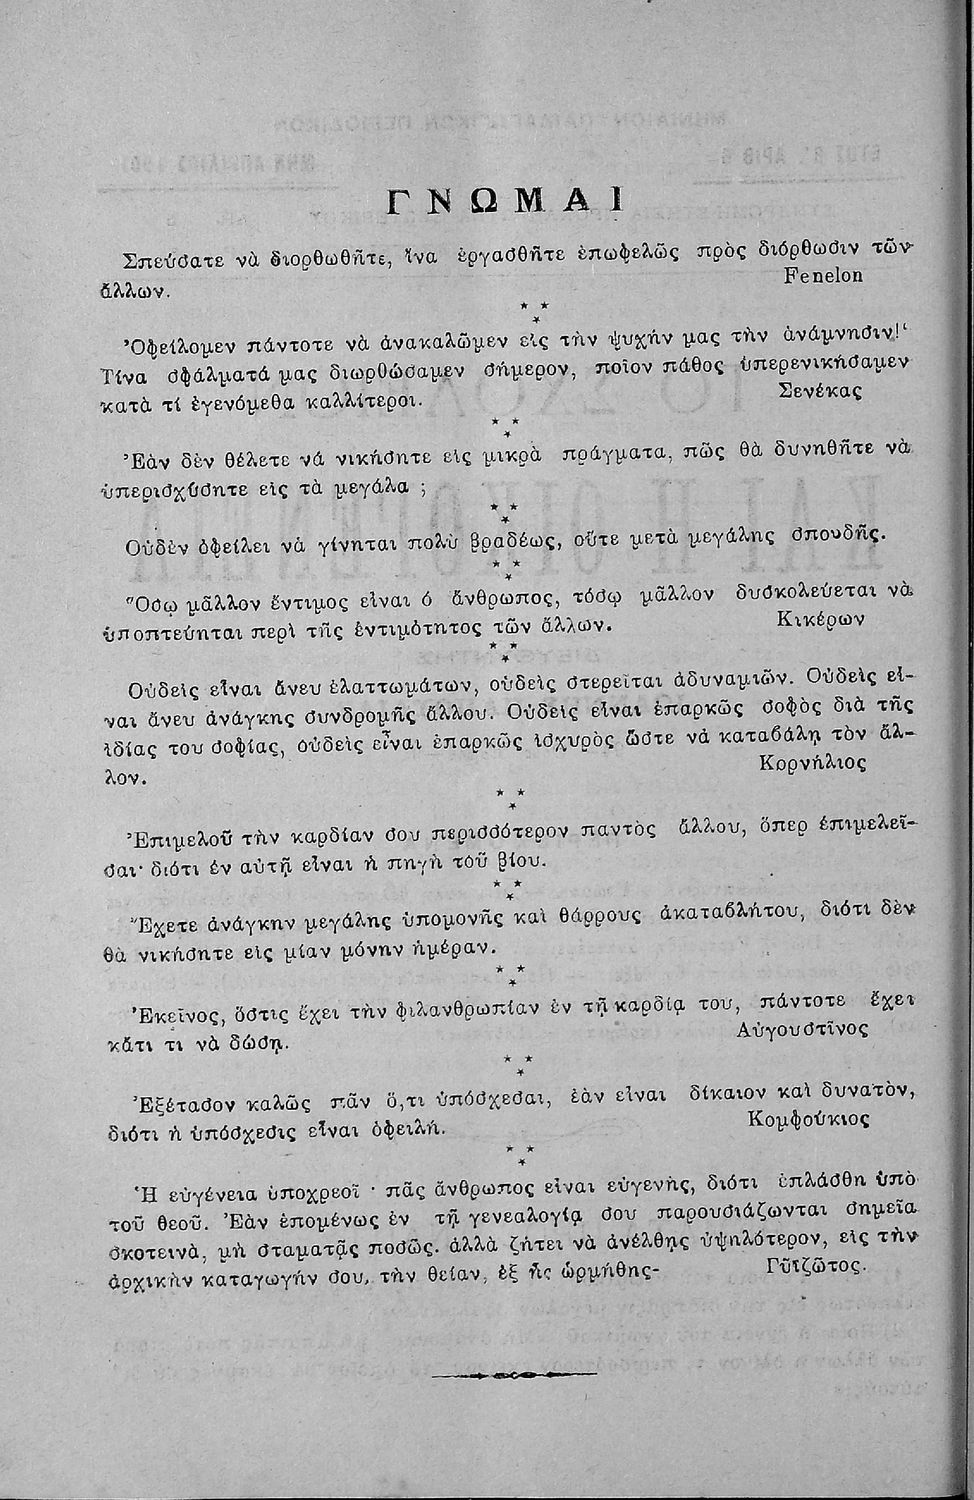 ΓΝΩΜΑΙ
Σπεύσατε νὰ διορθωθῆτε, ἵνα ἐργασθῆτε ἐπωφελῶς πρὸς διόρθωσιν τῶν
ἄλλων. Fenelon
Ὀφείλομεν πάντοτε νὰ ἀνακαλῶμεν εἰς τὴν ψυχήν μας τὴν ἀνάμνησιν!
Τίνα σφάλματά μας διωρθώσαμεν σήμερον, ποῖον πάθος ὑπερενικήσαμεν
κατὰ τί ἐγενόμεθα καλλίτεροι. Σενέκας
Ἐὰν δὲν θέλετε νά νικήσητε εἰς μικρὰ πράγματα, πῶς θὰ δυνηθῆτε νὰ
ὑπερισχύσητε εἰς τὰ μεγάλα ;
Οὐδὲν ὀφείλει νὰ γίνηται πολὺ βραδέως, οὔτε μετὰ μεγάλης σπουδῆς.
Ὅσῳ μᾶλλον ἔντιμος εἶναι ὁ ἄνθρωπος, τόσῳ μᾶλλον δυσκολεύεται νὰ
ὑποπτεύηται περὶ τῆς ἐντιμότητος τῶν ἄλλων. Κικέρων
Οὐδεὶς εἶναι ἄνευ ἐλαττωμάτων, οὐδεὶς στερεῖται ἀδυναμιῶν. Οὐδεὶς εἶ-
ναι ἄνευ ἀνάγκης συνδρομῆς ἄλλου. Οὐδεὶς εἶναι ἐπαρκῶς σοφὸς διὰ τῆς
ἰδίας του σοφίας, οὐδεὶς εἶναι ἐπαρκῶς ἰσχυρὸς ὥστε νὰ καταβάλῃ τὸν ἄλ-
λον. Κορνήλιος
Ἐπιμελοῦ τὴν καρδίαν σου περισσότερον παντὸς ἄλλου, ὅπερ ἐπιμελεῖ-
σαι· διότι ἐν αὐτῇ εἶναι ἡ πηγὴ τοῦ βίου.
Ἔχετε ἀνάγκην μεγάλης ὑπομονῆς καὶ θάρρους ἀκαταβλήτου, διότι δὲν
θὰ νικήσητε εἰς μίαν μόνην ἡμέραν.
Ἐκεῖνος, ὅστις ἔχει τὴν φιλανθρωπίαν ἐν τῇ καρδίᾳ του, πάντοτε ἔχει
κἄτι τι νὰ δώσῃ. Αὐγουστῖνος
Ἐξέτασον καλῶς πᾶν ὅ,τι ὑπόσχεσαι, ἐὰν εἶναι δίκαιον καὶ δυνατὸν,
διότι ἡ ὑπόσχεσις εἶναι ὀφειλή. Κομφούκιος
Ἡ εὐγένεια ὑποχρεοῖ · πᾶς ἄνθρωπος εἶναι εὐγενὴς, διότι ἐπλάσθη ὑπὸ
τοῦ θεοῦ. Ἐὰν ἑπομένως ἐν τῇ γενεαλογίᾳ σου παρουσιάζωνται σημεῖα
σκοτεινὰ, μὴ σταματᾷς ποσῶς. ἀλλὰ ζήτει νὰ ἀνέλθῃς ὑψηλότερον, εἰς τὴν
ἀρχικὴν καταγωγήν σου, τὴν θείαν, ἐξ ἧς ὡρμήθης- Γῦϊζῶτος.